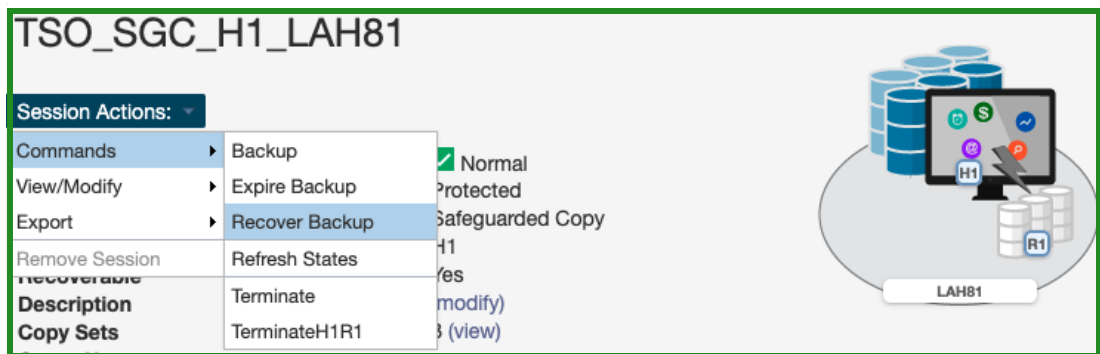 TSO_SGC_H1_LAH81
Session Actions:
Commands
View/Modify
Export
Remove Session
Recoverable
Description
Copy Sets
Backup
Expire Backup
Recover Backup
Refresh States
Terminate
TerminateH1R1
Normal
Protected
Safeguarded Copy
H1
Yes
(modify)
(view)
$
@
H1
R1
LAH81